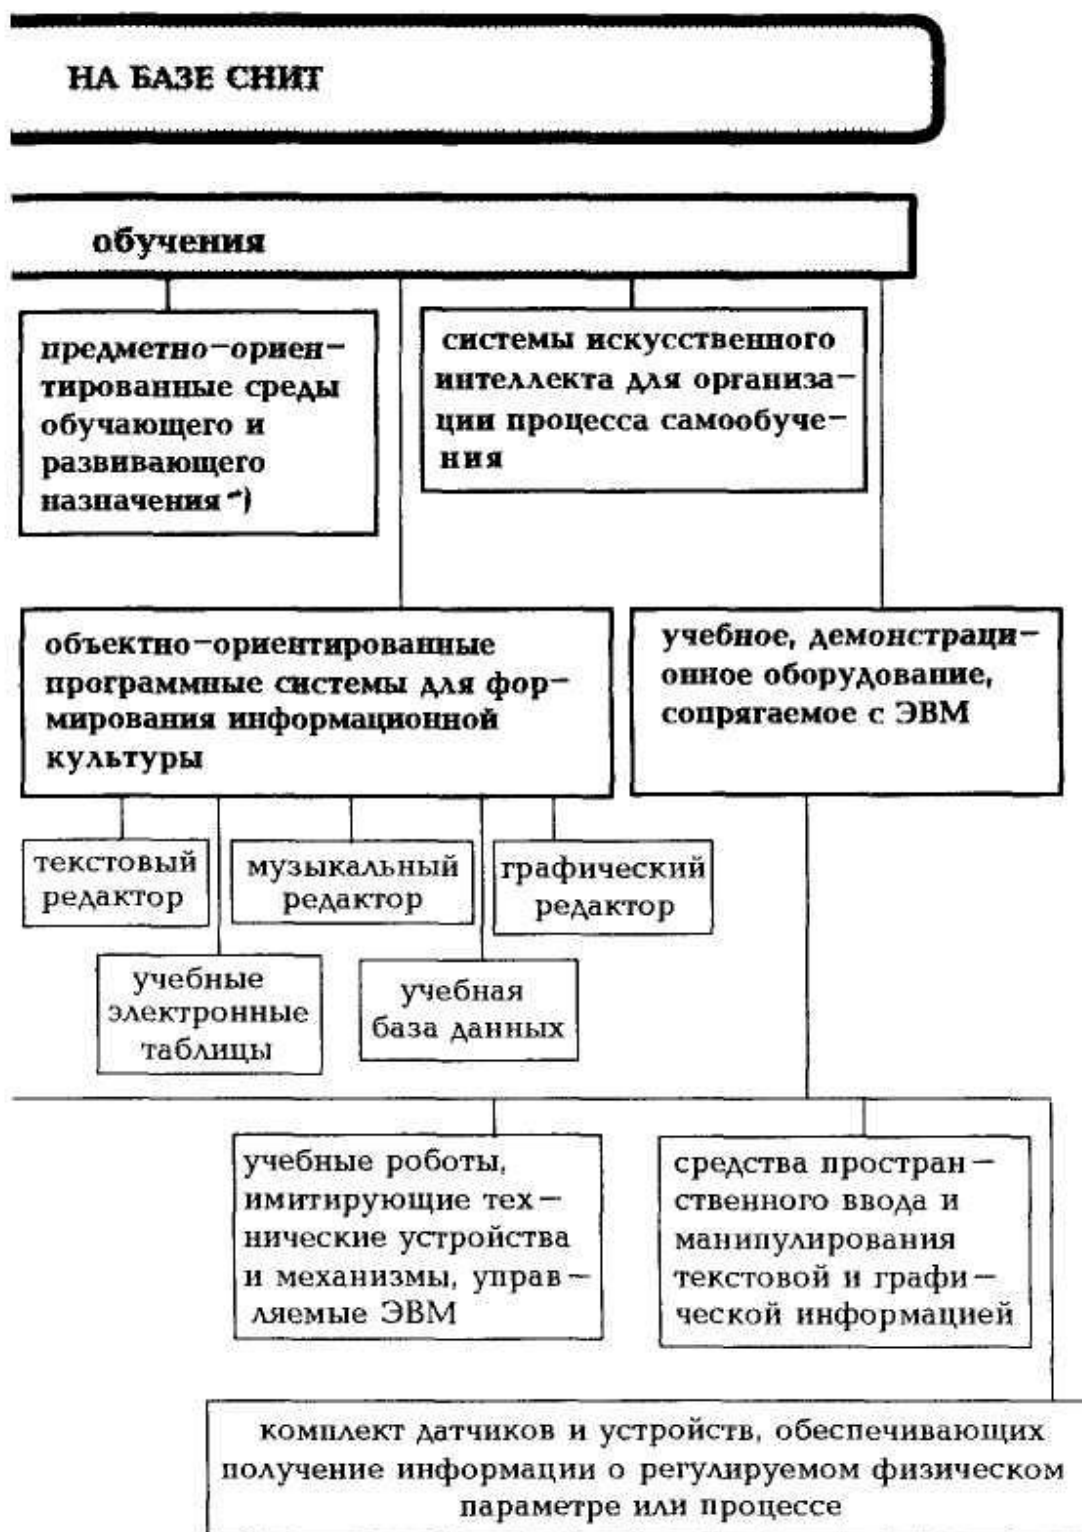 НА БАЗЕ СНИТ
обучения
предметно–ориен–
тированные среды
обучающего и
развивающего
назначения
системы искусственного
интеллекта для организа–
ции процесса самообуче–
ния
объектно–ориентированные
программные системы для фор–
мирования информационной
культуры
учебное, демонстраци–
онное оборудование,
сопрягаемое с ЭВМ
текстовый
редактор
музыкальный
редактор
графический
редактор
учебные
электронные
таблицы
учебная
база данных
учебные роботы,
имитирующие тех–
нические устройства
и механизмы, управ–
ляемые ЭВМ
средства простран–
ственного ввода и
манипулирования
текстовой и графи–
ческой информацией
комплект датчиков и устройств, обеспечивающих
получение информации о регулируемом физическом
параметре или процессе